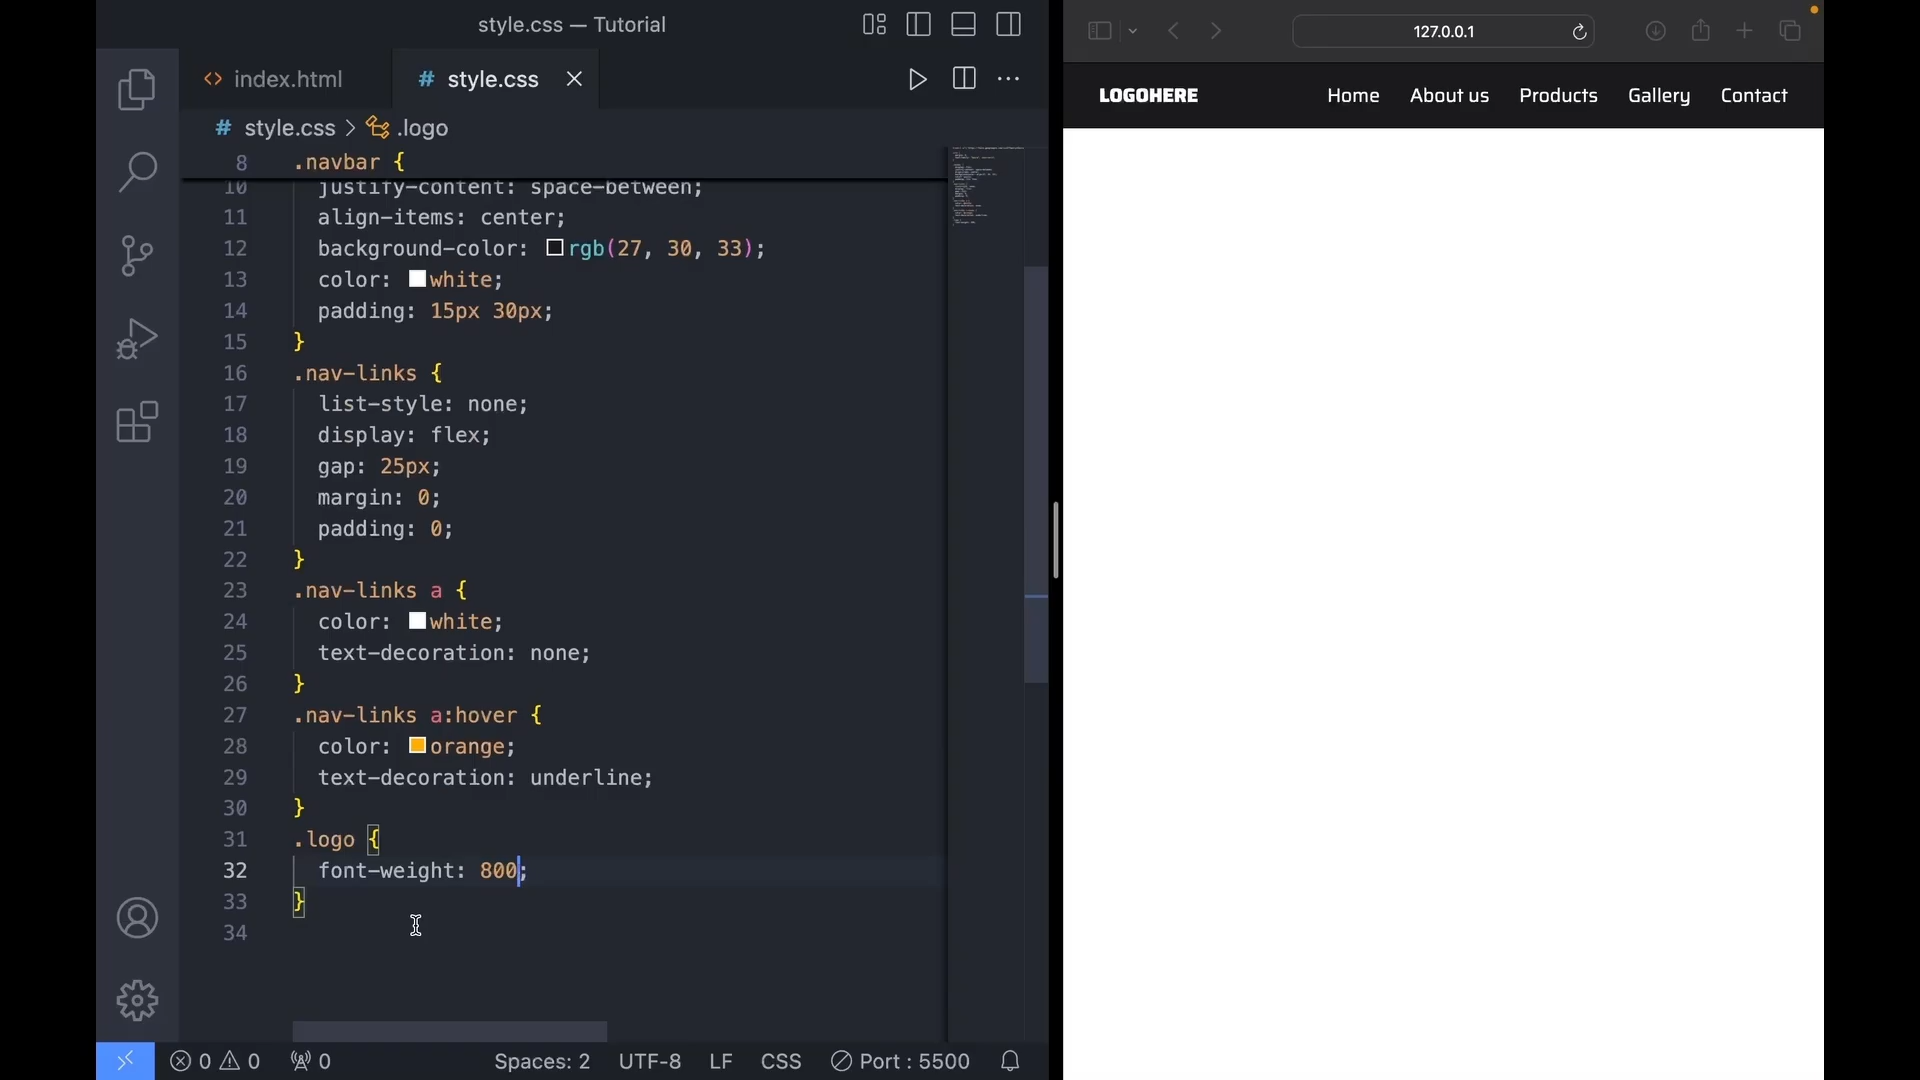 style.css — Tutorial
index.html
style.css
style.css > .logo
8 .navbar {
10 justify-content: space-between;
11 align-items: center;
12 background-color: rgb(27, 30, 33);
13 color: white;
14 padding: 15px 30px;
15 }
16 .nav-links {
17 list-style: none;
18 display: flex;
19 gap: 25px;
20 margin: 0;
21 padding: 0;
22 }
23 .nav-links a {
24 color: white;
25 text-decoration: none;
26 }
27 .nav-links a:hover {
28 color: orange;
29 text-decoration: underline;
30 }
31 .logo {
32 font-weight: 800;
33 }
34
0 0 0 Spaces: 2 UTF-8 LF CSS Port : 5500
127.0.0.1
LOGOHERE Home About us Products Gallery Contact